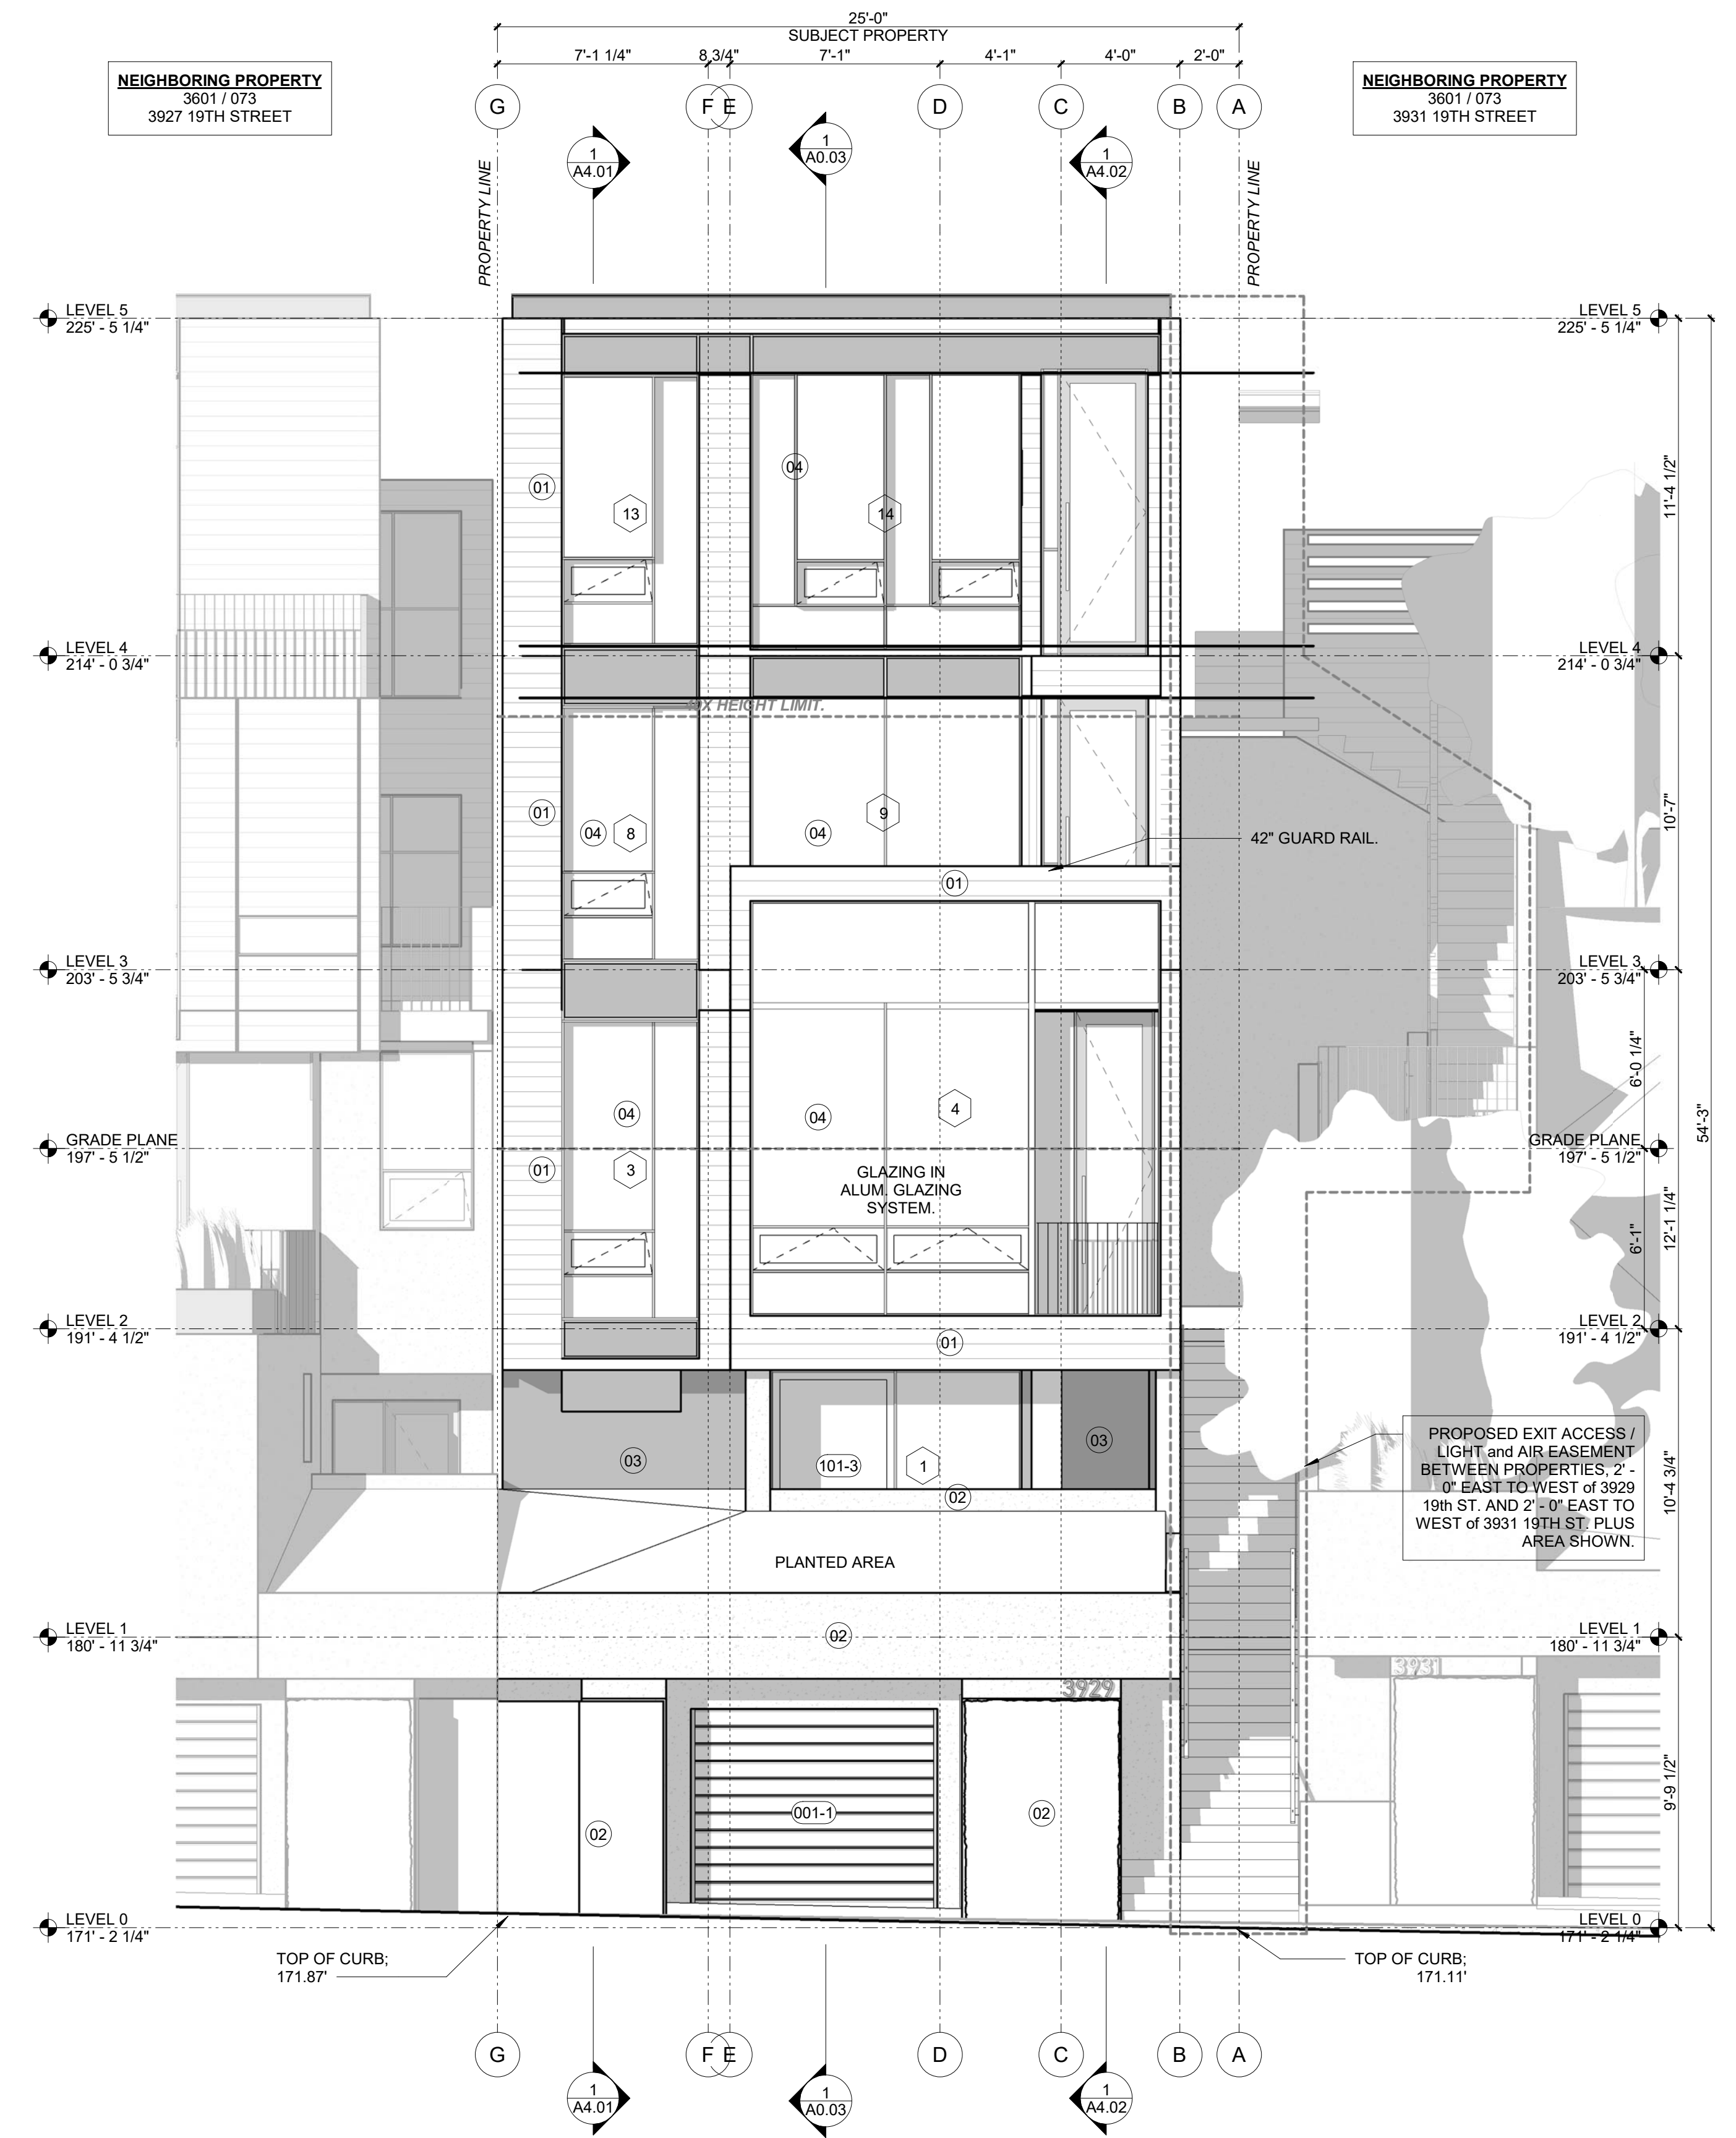 25'-0"
SUBJECT PROPERTY
7'-1 1/4"
8 3/4"
7'-1"
4'-1"
4'-0"
2'-0"
NEIGHBORING PROPERTY
3601 / 073
3927 19TH STREET
NEIGHBORING PROPERTY
3601 / 073
3931 19TH STREET
G
F
E
D
C
B
A
1
A4.01
1
A0.03
1
A4.02
PROPERTY LINE
PROPERTY LINE
LEVEL 5
225' - 5 1/4"
LEVEL 5
225' - 5 1/4"
04
01
13
14
11'-4 1/2"
LEVEL 4
214' - 0 3/4"
LEVEL 4
214' - 0 3/4"
HEIGHT LIMIT.
01
04
8
9
04
10'-7"
42" GUARD RAIL.
01
LEVEL 3
203' - 5 3/4"
LEVEL 3
203' - 5 3/4"
6'-0 1/4"
04
04
4
54'-3"
GRADE PLANE
197' - 5 1/2"
GRADE PLANE
197' - 5 1/2"
01
3
GLAZING IN
ALUM. GLAZING
SYSTEM.
6'-1"
12'-1 1/4"
LEVEL 2
191' - 4 1/2"
LEVEL 2
191' - 4 1/2"
01
03
101-3
1
03
02
PROPOSED EXIT ACCESS /
LIGHT and AIR EASEMENT
BETWEEN PROPERTIES, 2' -
0" EAST TO WEST of 3929
19th ST. AND 2' - 0" EAST TO
WEST of 3931 19TH ST. PLUS
AREA SHOWN.
10'-4 3/4"
PLANTED AREA
LEVEL 1
180' - 11 3/4"
02
LEVEL 1
180' - 11 3/4"
3929
393
02
001-1
02
9'-9 1/2"
LEVEL 0
171' - 2 1/4"
LEVEL 0
171' - 2 1/4"
TOP OF CURB;
171.87'
TOP OF CURB;
171.11'
G
F
E
D
C
B
A
1
A4.01
1
A0.03
1
A4.02